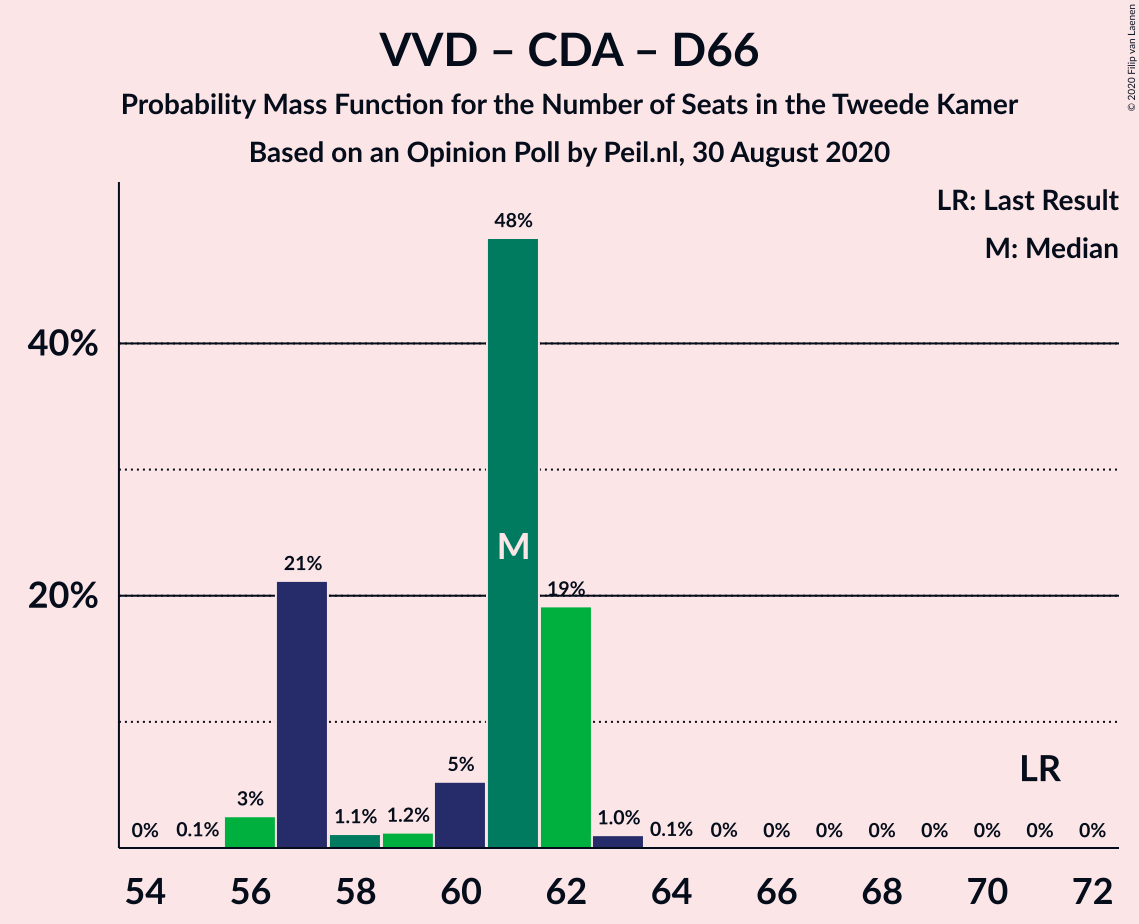 VVD – CDA – D66
Probability Mass Function for the Number of Seats in the Tweede Kamer
Based on an Opinion Poll by Peil.nl, 30 August 2020
© 2020 Filip van Laenen
LR: Last Result
M: Median
40%
20%
0%
0.1%
3%
21%
1.1%
1.2%
5%
48%
M
19%
1.0%
0.1%
0%
0%
0%
0%
0%
0%
LR
0%
0%
54 56 58 60 62 64 66 68 70 72